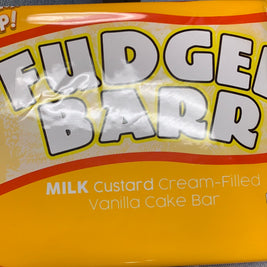 P!
FUDGEE
BARR
MILK Custard Cream-Filled
Vanilla Cake Bar